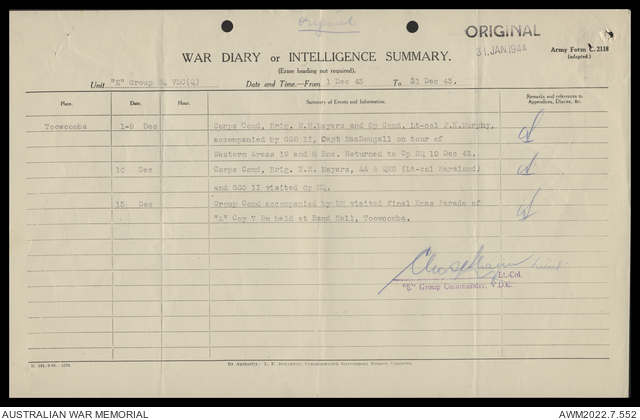 Original
ORIGINAL
31. JAN. 1944
Army Form C. 2118
(adapted.)
WAR DIARY or INTELLIGENCE SUMMARY.
(Erase heading not required).
Unit Group HQ VDC(Q) Date and Time.—From 1 Dec 43 To 31 Dec 43.
Place. Date. Hour. Summary of Events and Information. Remarks and references to
Appendices, Diaries, &c.
Toowoomba 1-9 Dec Corps Comd, Brig. and Gp Comd, Lt-col J.E.Murphy,
accompanied by GSO II, Capt MacDougall on tour of
Western Areas 19 and 8 Bns. Returned to Gp HQ 10 Dec 43.
10 Dec Corps Comd, Brig. Meyers, AA & QMG (Lt-col Marsland)
and GSO II visited Gp HQ.
15 Dec Group Comd accompanied by BM visited final Xmas Parade of
"A" Coy 7 Bn held at Band Hall, Toowoomba.
Lt.-Col.
Group Commander, V.D.C.
By Authority: L. F. Johnston, Commonwealth Government Printer, Canberra.
AUSTRALIAN WAR MEMORIAL AWM2022.7.552